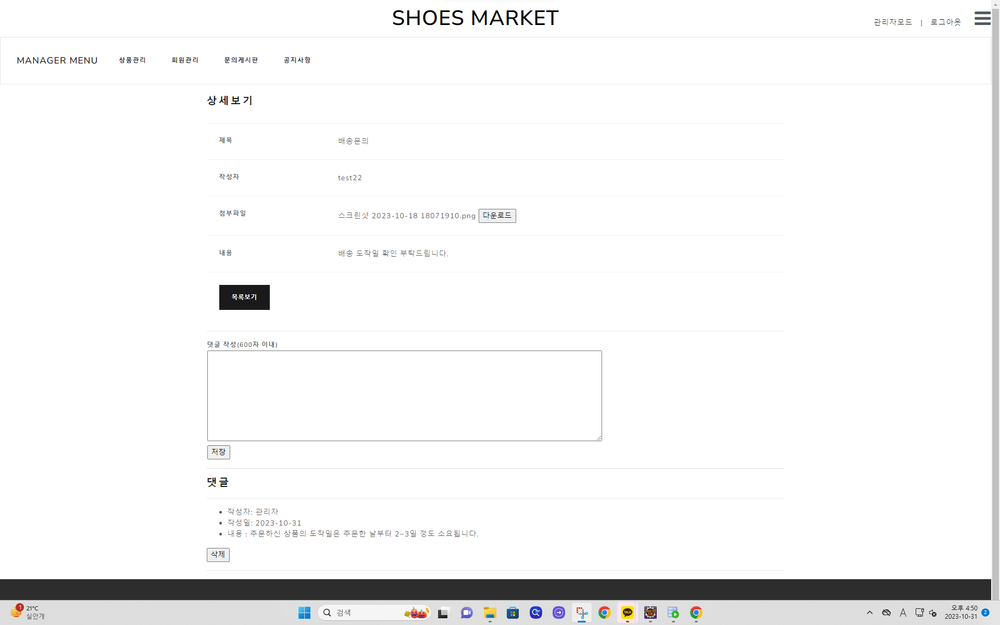 SHOES MARKET
관리자모드 | 로그아웃
MANAGER MENU 상품관리 회원관리 문의게시판 공지사항
상세보기
제목 배송문의
작성자 test22
첨부파일 스크린샷 2023-10-18 18071910.png 다운로드
내용 배송 도착일 확인 부탁드립니다.
목록보기
댓글 작성(600자 이내)
저장
댓글
작성자: 관리자
작성일: 2023-10-31
내용 : 주문하신 상품의 도착일은 주문한 날부터 2~3일 정도 소요됩니다.
삭제
1
21°C
실안개
검색
TALK
A
오후 4:50
2023-10-31
2